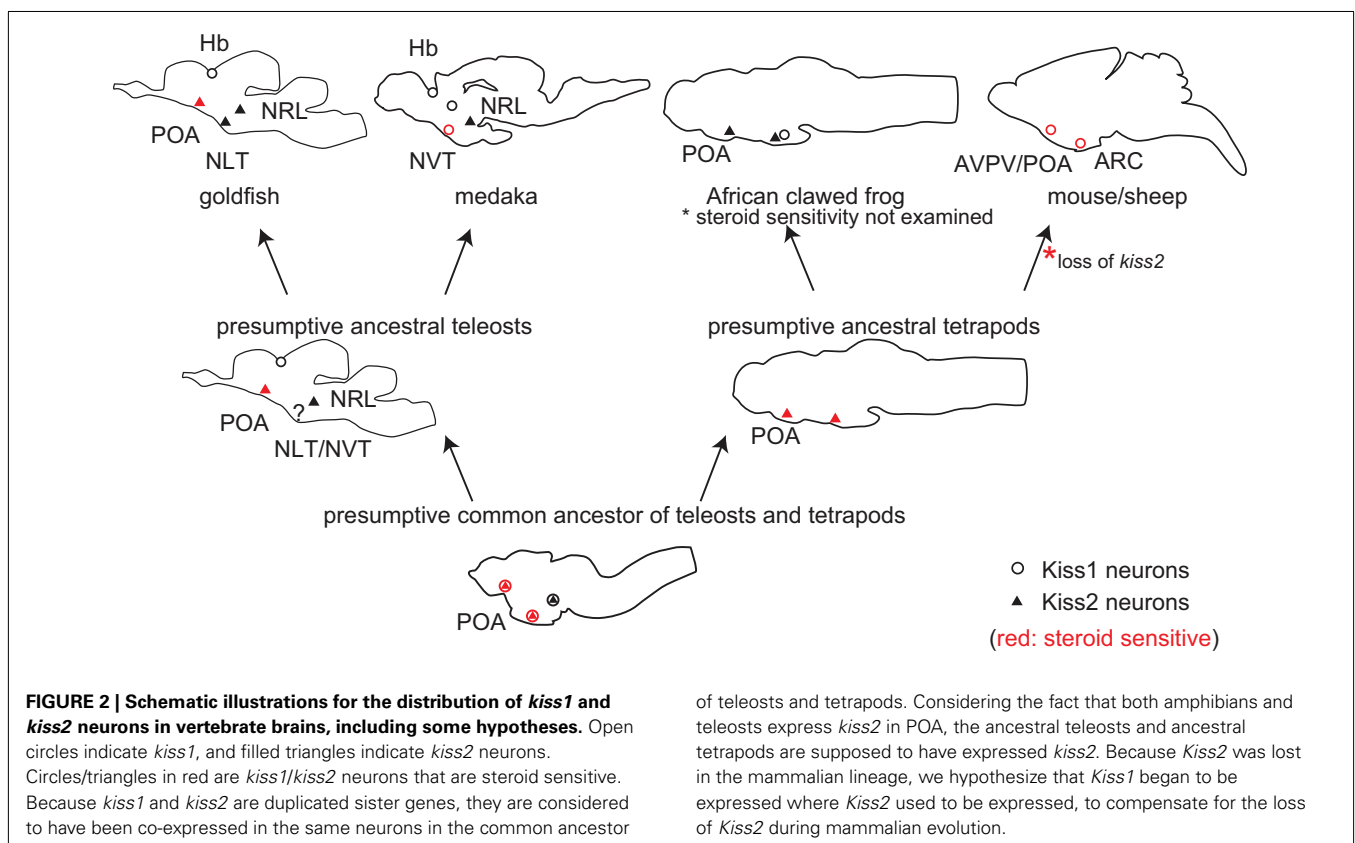 Hb
NRL
POA
NLT
goldfish
Hb
NRL
NVT
medaka
POA
African clawed frog
* steroid sensitivity not examined
AVPV/POA ARC
mouse/sheep
*loss of kiss2
presumptive ancestral teleosts
NRL
POA
?
NLT/NVT
presumptive ancestral tetrapods
POA
presumptive common ancestor of teleosts and tetrapods
POA
Kiss1 neurons
Kiss2 neurons
(red: steroid sensitive)
FIGURE 2 | Schematic illustrations for the distribution of kiss1 and
kiss2 neurons in vertebrate brains, including some hypotheses. Open
circles indicate kiss1, and filled triangles indicate kiss2 neurons.
Circles/triangles in red are kiss1/kiss2 neurons that are steroid sensitive.
Because kiss1 and kiss2 are duplicated sister genes, they are considered
to have been co-expressed in the same neurons in the common ancestor
of teleosts and tetrapods. Considering the fact that both amphibians and
teleosts express kiss2 in POA, the ancestral teleosts and ancestral
tetrapods are supposed to have expressed kiss2. Because Kiss2 was lost
in the mammalian lineage, we hypothesize that Kiss1 began to be
expressed where Kiss2 used to be expressed, to compensate for the loss
of Kiss2 during mammalian evolution.